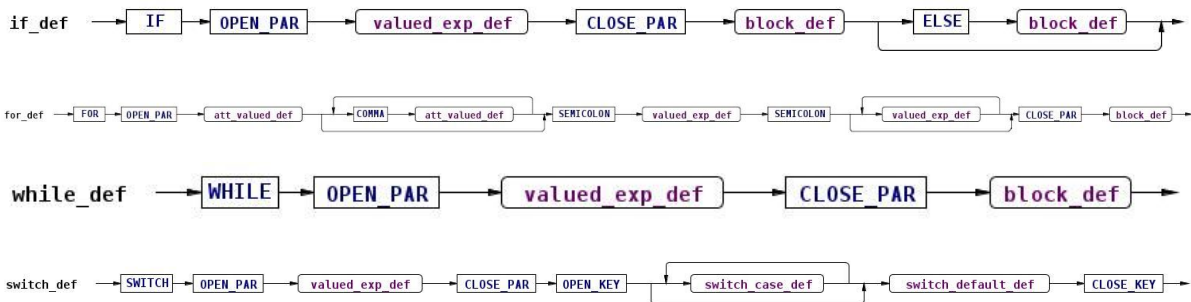 if_def IF OPEN_PAR valued_exp_def CLOSE_PAR block_def ELSE block_def
for_def FOR OPEN_PAR att_valued_def COMMA att_valued_def SEMICOLON valued_exp_def SEMICOLON valued_exp_def CLOSE_PAR block_def
while_def WHILE OPEN_PAR valued_exp_def CLOSE_PAR block_def
switch_def SWITCH OPEN_PAR valued_exp_def CLOSE_PAR OPEN_KEY switch_case_def switch_default_def CLOSE_KEY